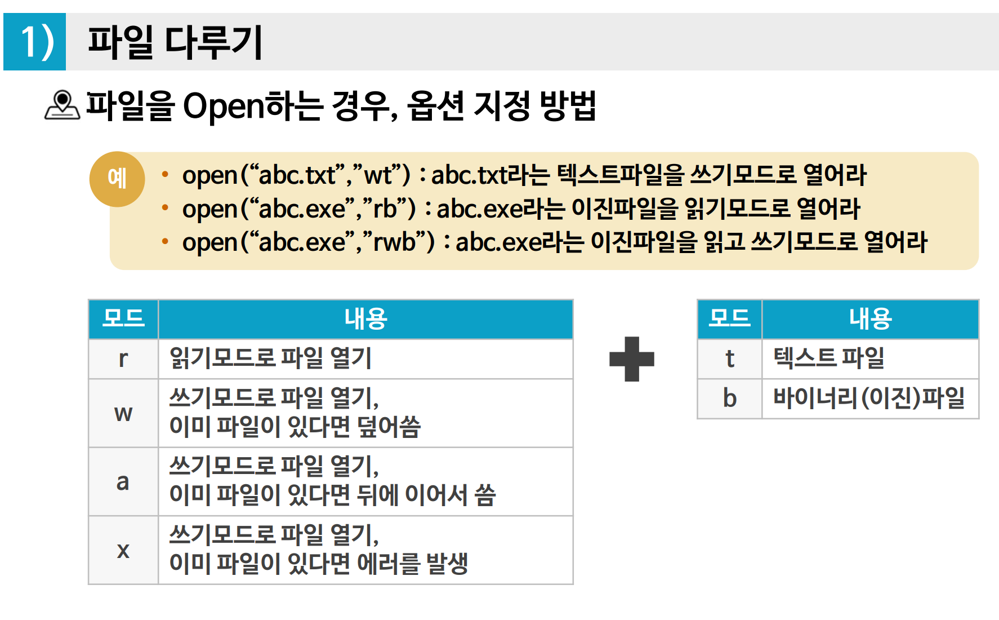 1) 파일 다루기
파일을 Open하는 경우, 옵션 지정 방법
예
• open(“abc.txt”,”wt”) : abc.txt라는 텍스트파일을 쓰기모드로 열어라
• open(“abc.exe”,”rb”) : abc.exe라는 이진파일을 읽기모드로 열어라
• open(“abc.exe”,”rwb”) : abc.exe라는 이진파일을 읽고 쓰기모드로 열어라
모드 내용
r 읽기모드로 파일 열기
w 쓰기모드로 파일 열기,
이미 파일이 있다면 덮어씀
a 쓰기모드로 파일 열기,
이미 파일이 있다면 뒤에 이어서 씀
x 쓰기모드로 파일 열기,
이미 파일이 있다면 에러를 발생
모드 내용
t 텍스트 파일
b 바이너리(이진)파일